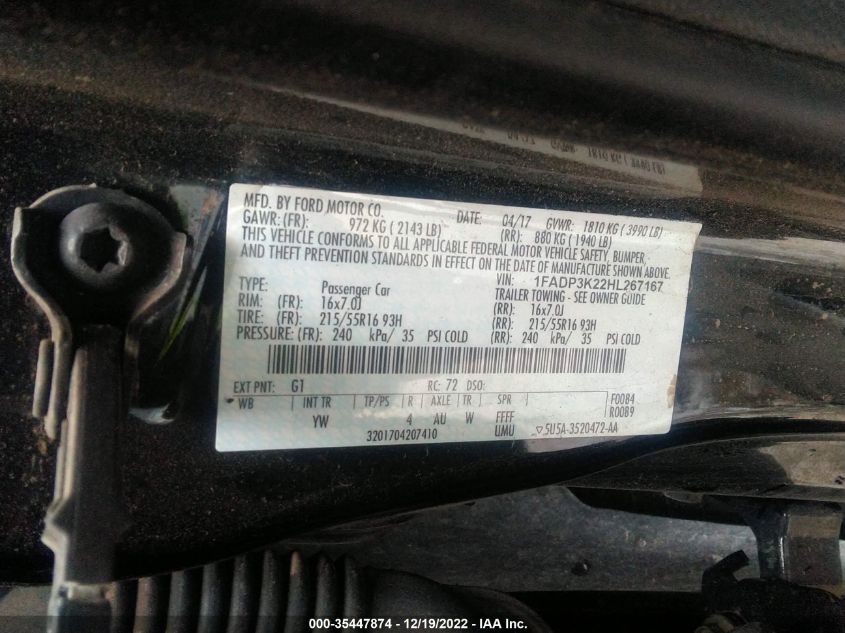 MFD. BY FORD MOTOR CO. DATE: 04/17 GVWR: 1810 KG ( 3990 LB)
GAWR: (FR): 972 KG ( 2143 LB) (RR): 880 KG ( 1940 LB)
THIS VEHICLE CONFORMS TO ALL APPLICABLE FEDERAL MOTOR VEHICLE SAFETY, BUMPER,
AND THEFT PREVENTION STANDARDS IN EFFECT ON THE DATE OF MANUFACTURE SHOWN ABOVE.
VIN: 1FADP3K22HL267167
TYPE: Passenger Car TRAILER TOWING - SEE OWNER GUIDE
RIM: (FR): 16x7.0J (RR): 16x7.0J
TIRE: (FR): 215/55R16 93H (RR): 215/55R16 93H
PRESSURE: (FR): 240 kPa/ 35 PSI COLD (RR): 240 kPa/ 35 PSI COLD
EXT PNT: G1 RC: 72 DSO: F0084
WB INT TR TP/PS R AXLE TR SPR R0089
YW 4 AU W FFFF
3201704207410 UMU 5U5A-3520472-AA
000-35447874 - 12/19/2022 - IAA Inc.